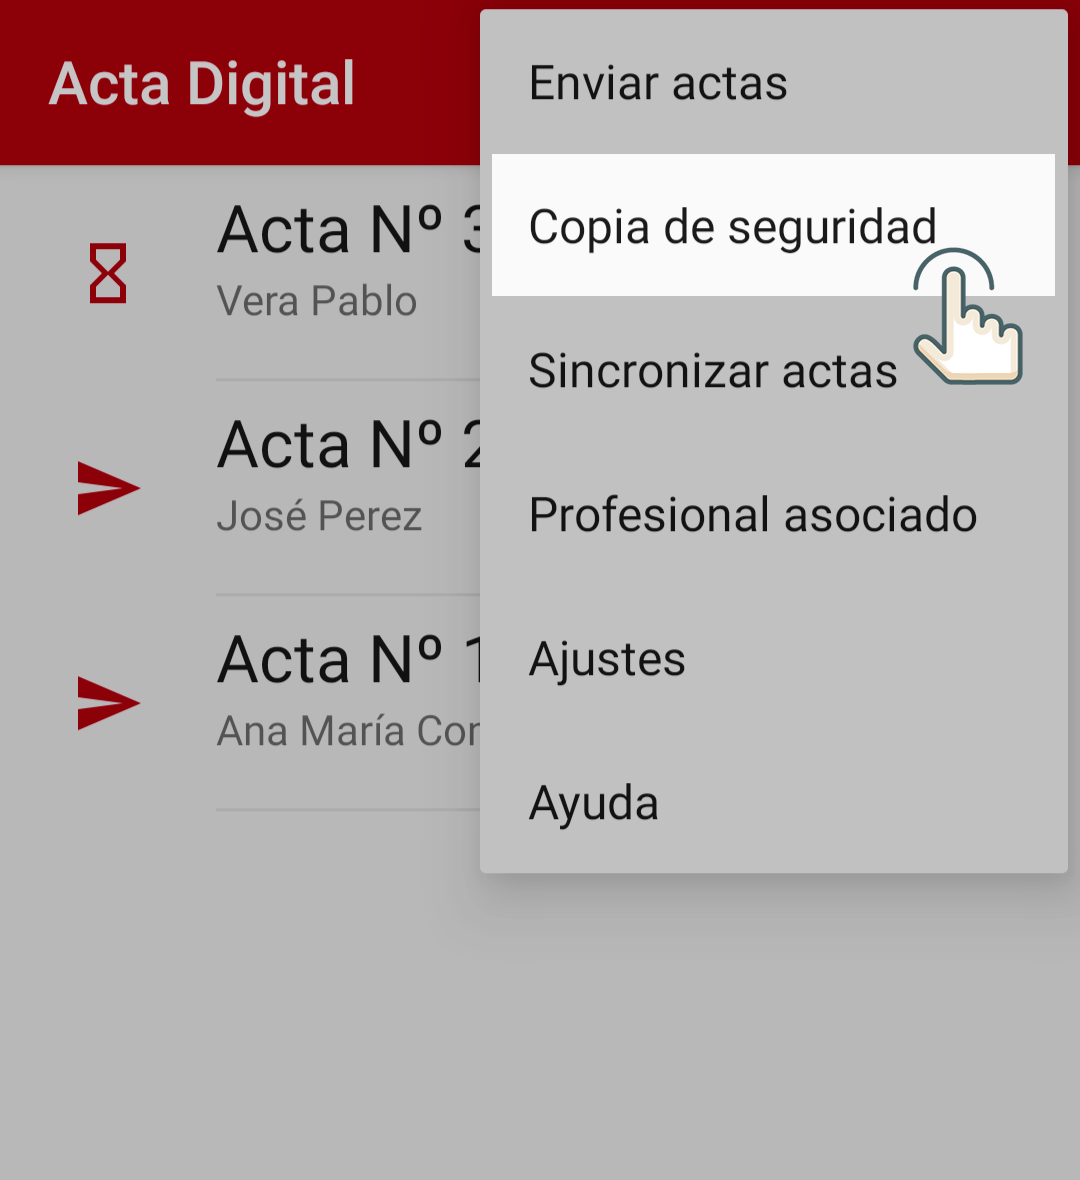 Acta Digital
Acta Nº 3
Vera Pablo
Acta Nº 2
José Perez
Acta Nº 1
Ana María
Enviar actas
Copia de seguridad
Sincronizar actas
Profesional asociado
Ajustes
Ayuda